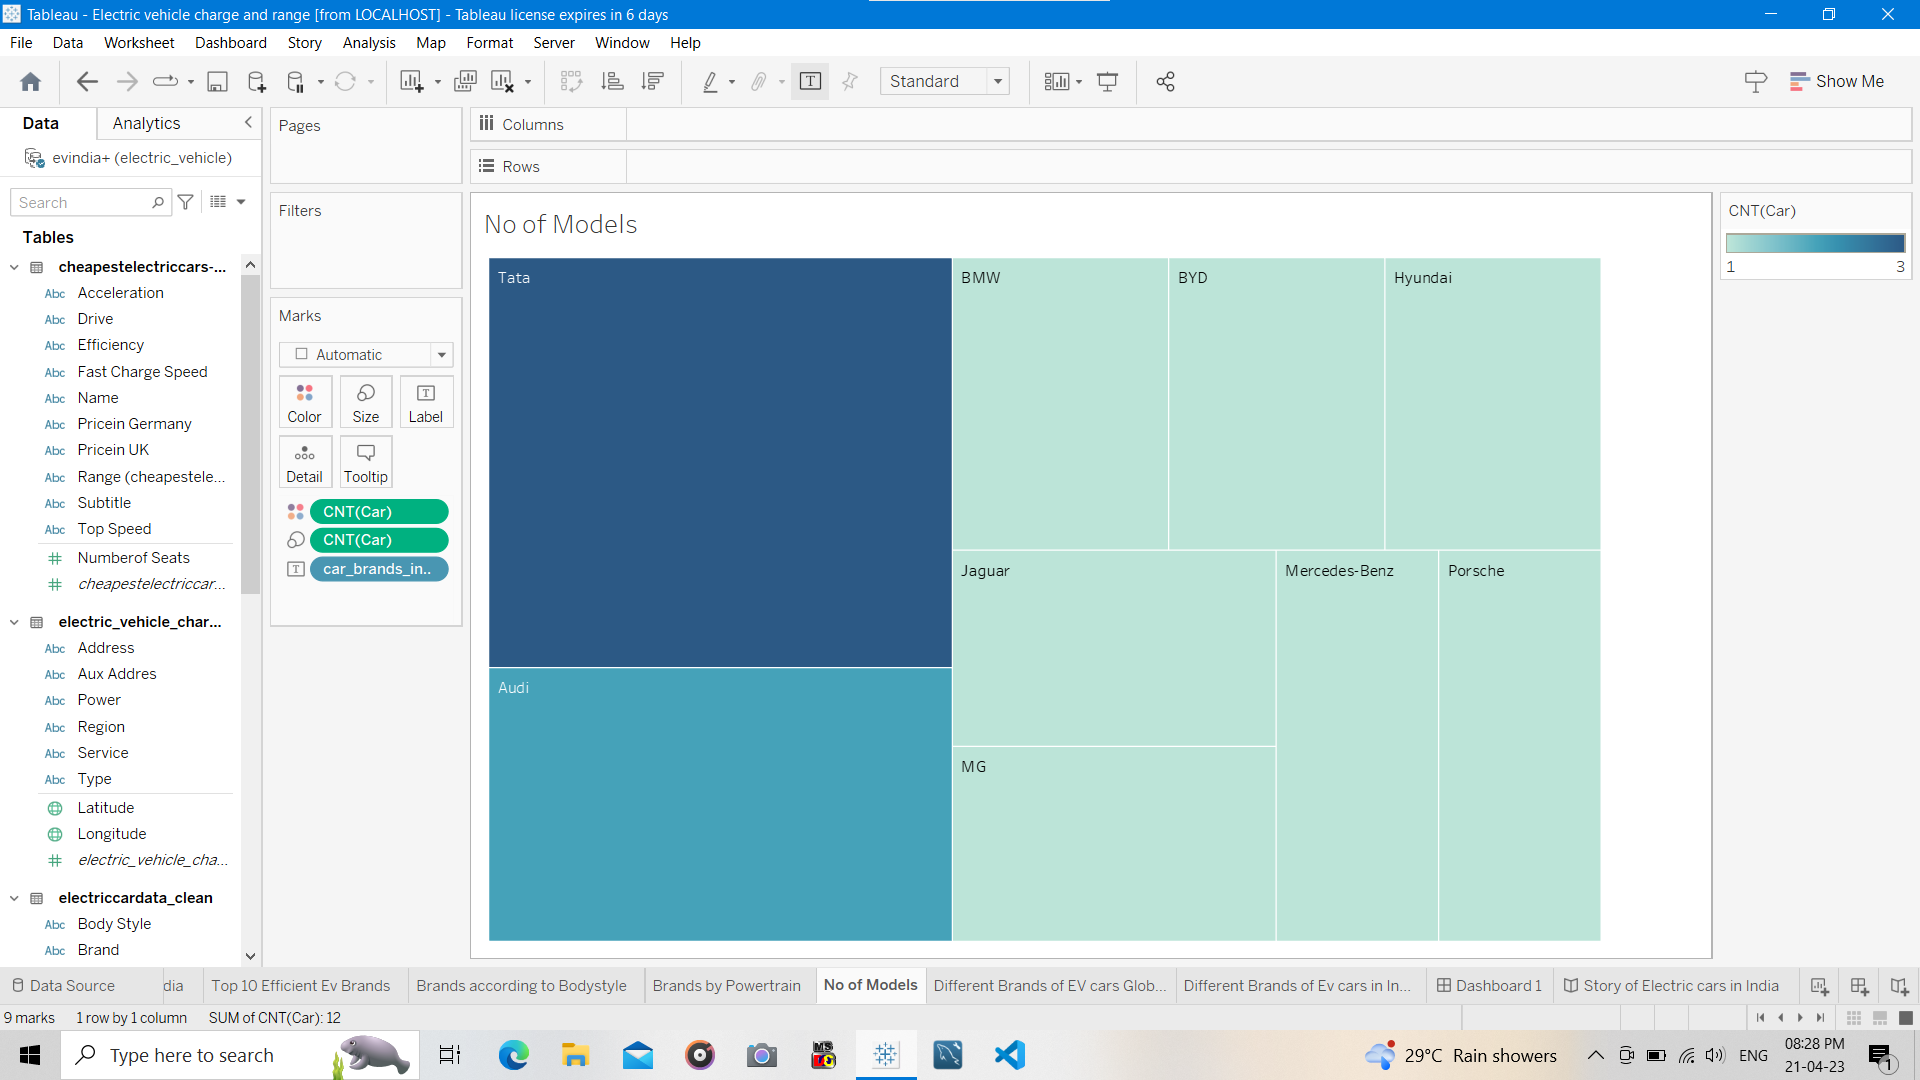 Tableau - Electric vehicle charge and range [from LOCALHOST] - Tableau license expires in 6 days
File Data Worksheet Dashboard Story Analysis Map Format Server Window Help
Standard
Show Me
Data Analytics
evindia+ (electric_vehicle)
Search
Tables
cheapestelectriccars-...
Abc Acceleration
Abc Drive
Abc Efficiency
Abc Fast Charge Speed
Abc Name
Abc Pricein Germany
Abc Pricein UK
Abc Range (cheapestele...
Abc Subtitle
Abc Top Speed
Numberof Seats
cheapestelectriccar...
electric_vehicle_char...
Abc Address
Abc Aux Addres
Abc Power
Abc Region
Abc Service
Abc Type
Latitude
Longitude
electric_vehicle_cha...
electriccardata_clean
Abc Body Style
Abc Brand
Pages
Filters
Marks
Automatic
Color Size Label
Detail Tooltip
CNT(Car)
CNT(Car)
T car_brands_in..
Columns
Rows
No of Models
Tata
BMW
BYD
Hyundai
Audi
Jaguar
Mercedes-Benz
Porsche
MG
CNT(Car)
1 3
Data Source dia Top 10 Efficient Ev Brands Brands according to Bodystyle Brands by Powertrain No of Models Different Brands of EV cars Glob... Different Brands of Ev cars in In... Dashboard 1 Story of Electric cars in India
9 marks 1 row by 1 column SUM of CNT(Car): 12
Type here to search
MS
29°C Rain showers
ENG
08:28 PM
21-04-23
1